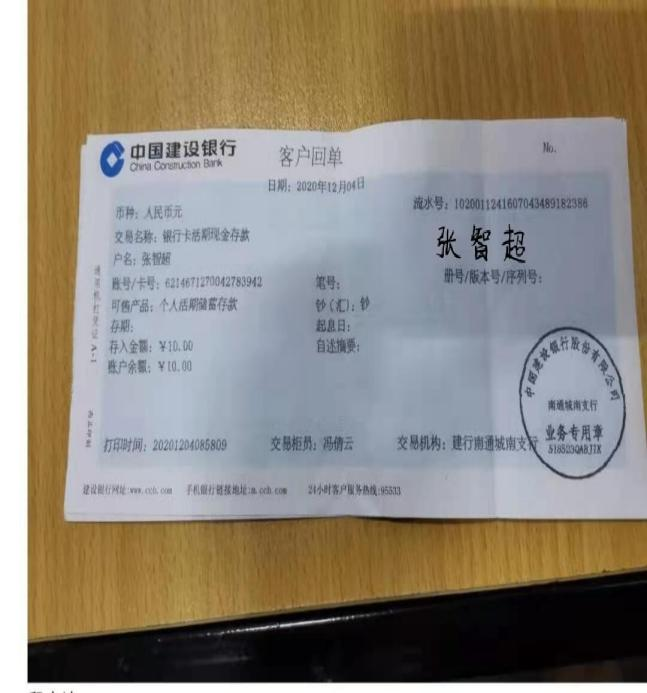 中国建设银行
China Construction Bank
客户回单
No.
日期：2020年12月04日
币种：人民币元
流水号：1020011241607043489182386
交易名称：银行卡活期现金存款
张智超
户名：张智超
账号/卡号：6214671270042783942
笔号：
册号/版本号/序列号：
可售产品：个人活期储蓄存款
钞(汇)：钞
存期：
起息日：
存入金额：￥10.00
自述摘要：
账户余额：￥10.00
通用机打凭证 A-1
中国建设银行股份有限公司
南通城南支行
业务专用章
518523QABJIK
打印时间：20201204085809
交易柜员：冯倩云
交易机构：建行南通城南支行
建设银行网址:www.ccb.com
手机银行链接地址:m.ccb.com
24小时客户服务热线:95533